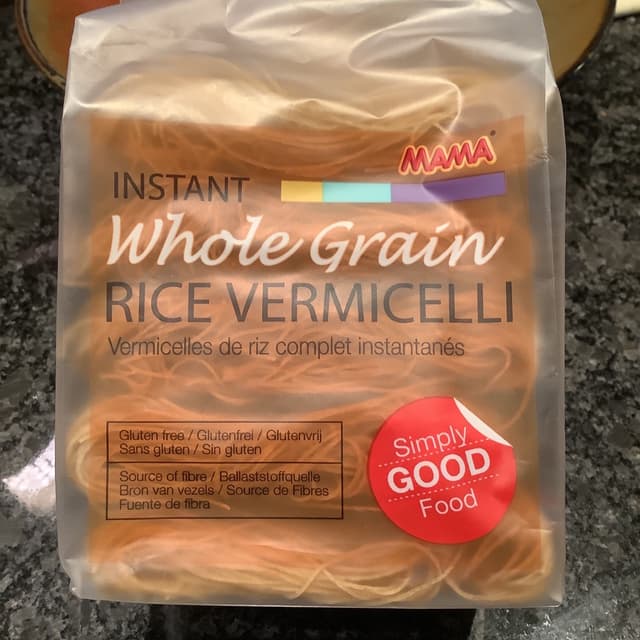 MAMA
INSTANT
Whole Grain
RICE VERMICELLI
Vermicelles de riz complet instantanés
Gluten free / Glutenfrei / Glutenvrij
Sans gluten / Sin gluten
Source of fibre / Ballaststoffquelle
Bron van vezels / Source de Fibres
Fuente de fibra
Simply
GOOD
Food